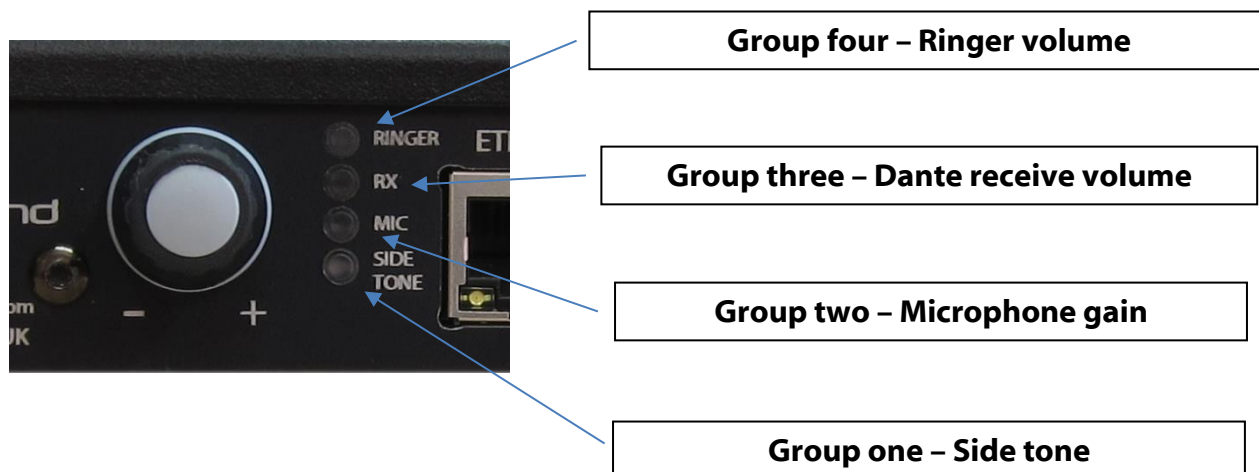 Group four – Ringer volume
RINGER
Group three – Dante receive volume
RX
MIC
SIDE
TONE
Group two – Microphone gain
- +
UK
Group one – Side tone